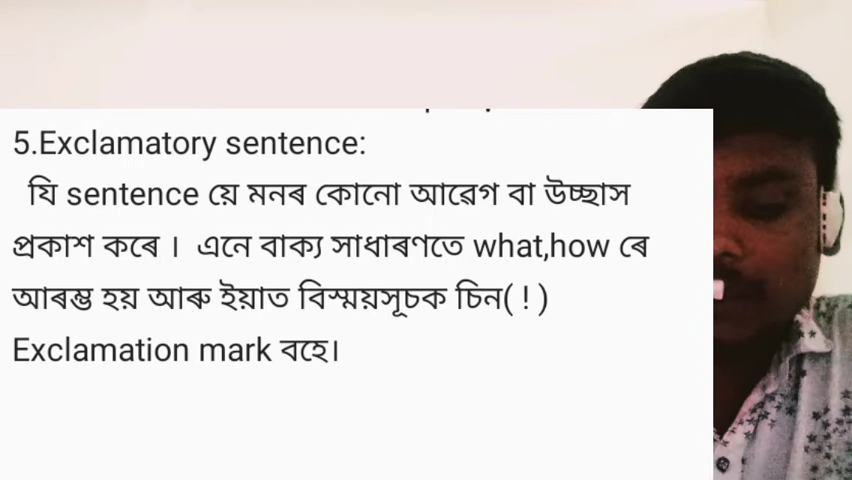 5.Exclamatory sentence:
যি sentence য়ে মনৰ কোনো আৱেগ বা উচ্ছাস
প্ৰকাশ কৰে । এনে বাক্য সাধাৰণতে what,how ৰে
আৰম্ভ হয় আৰু ইয়াত বিস্ময়সূচক চিন( ! )
Exclamation mark বহে।